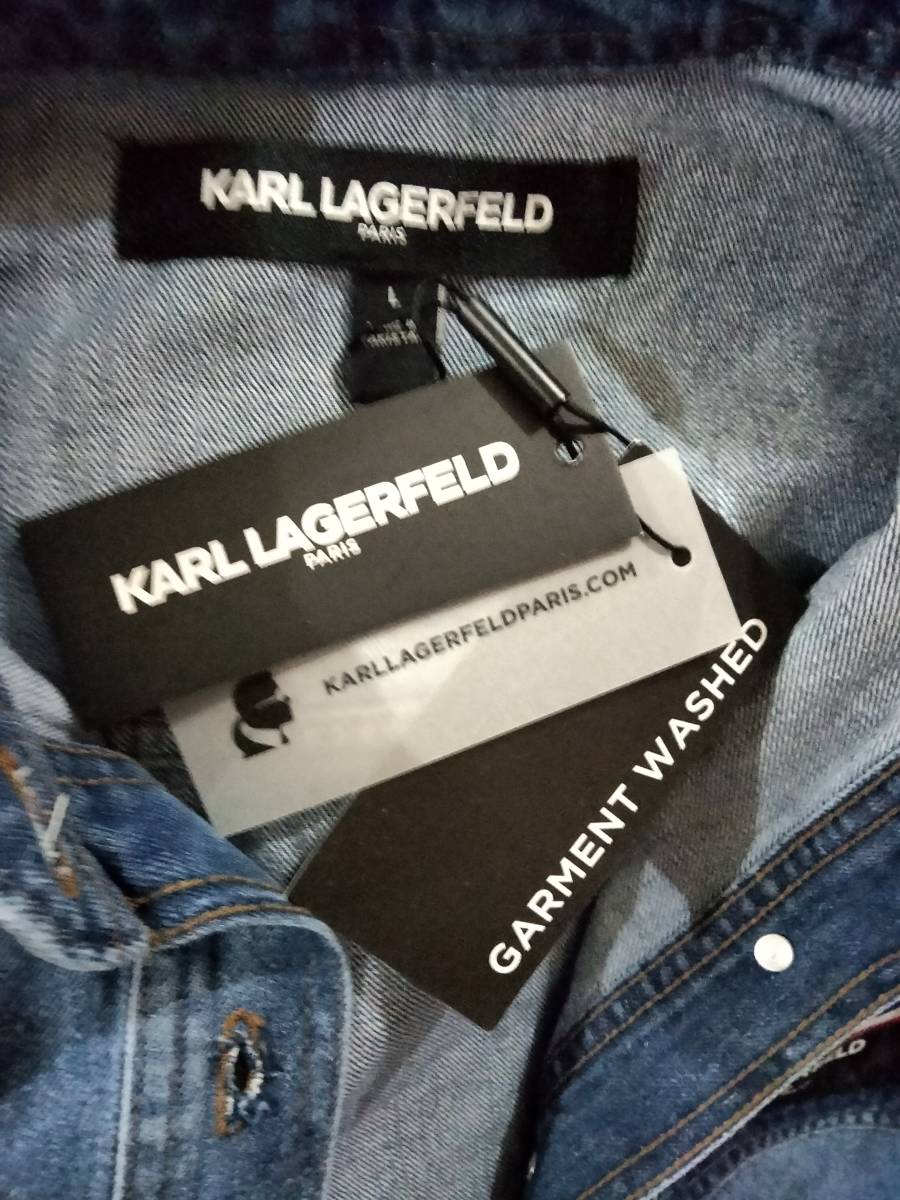 KARL LAGERFELD
PARIS
L
KARL LAGERFELD
PARIS
KARLLAGERFELDPARIS.COM
GARMENT WASHED